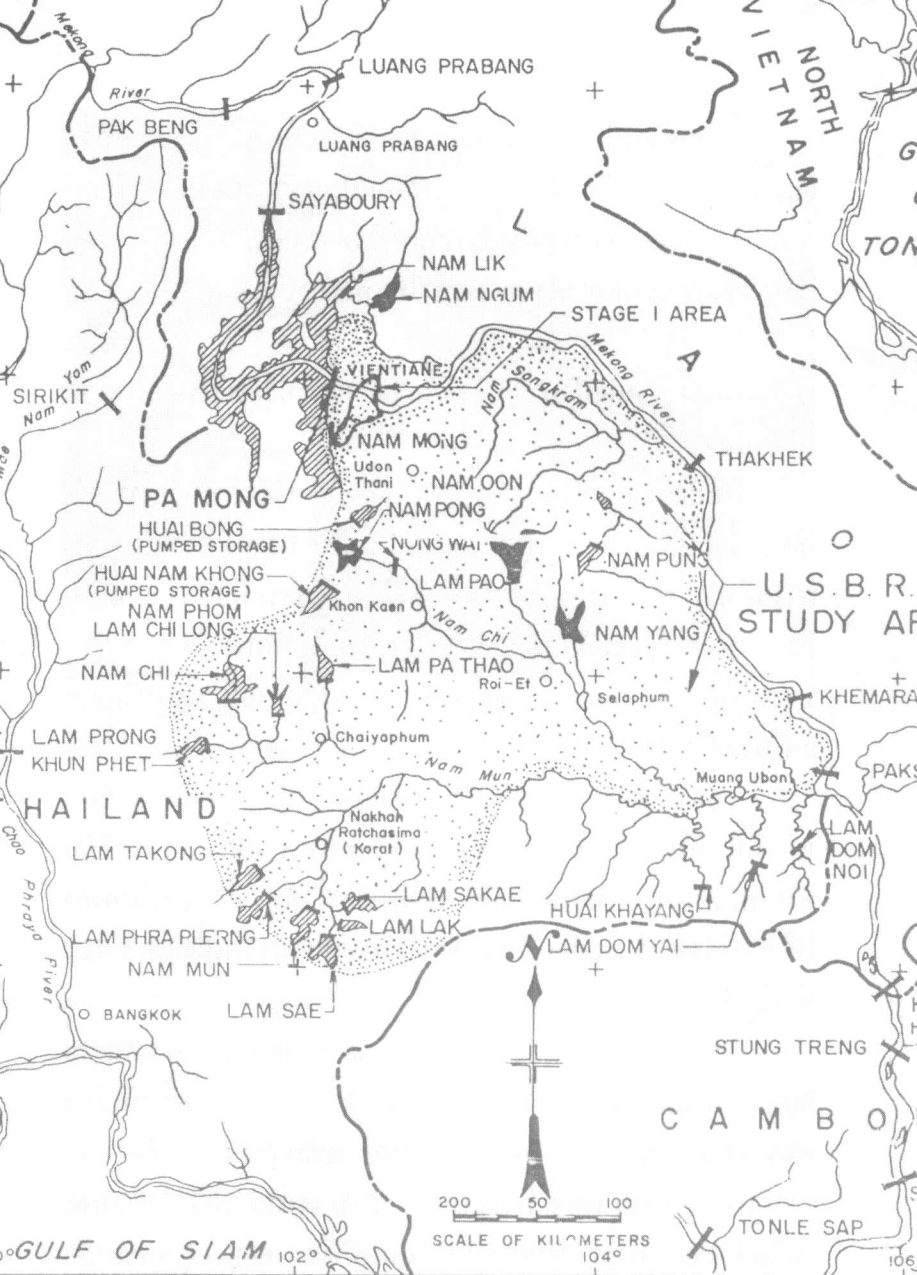 Mekong
River
LUANG PRABANG
PAK BENG
LUANG PRABANG
NORTH
VIETNAM
G
TON
SAYABOURY
L
NAM LIK
NAM NGUM
STAGE I AREA
A
Mekong River
VIENTIANE
Nam Songkram
SIRIKIT
Nam Yom
NAM MONG
Udon
Thani
NAM OON
THAKHEK
PA MONG
HUAI BONG
(PUMPED STORAGE)
NAM PONG
NONG WAI
O
NAM PUNG
HUAI NAM KHONG
(PUMPED STORAGE)
LAM PAO
U.S.B.R.
STUDY AR
NAM PHOM
LAM CHI LONG
Khon Kaen
Nam Chi
NAM YANG
NAM CHI
LAM PA THAO
Roi-Et
Selaphum
KHEMARA
LAM PRONG
KHUN PHET
Chaiyaphum
Nam Mun
Muang Ubon
PAKS
HAILAND
Nakhan
Ratchasima
(Korat)
Chao Phraya River
LAM TAKONG
LAM
DOM
NOI
LAM SAKAE
HUAI KHAYANG
LAM PHRA PLERNG
LAM LAK
LAM DOM YAI
NAM MUN
N
LAM SAE
BANGKOK
STUNG TRENG
CAMBO
200 50 100
SCALE OF KILOMETERS
TONLE SAP
GULF OF SIAM
102°
104°
106